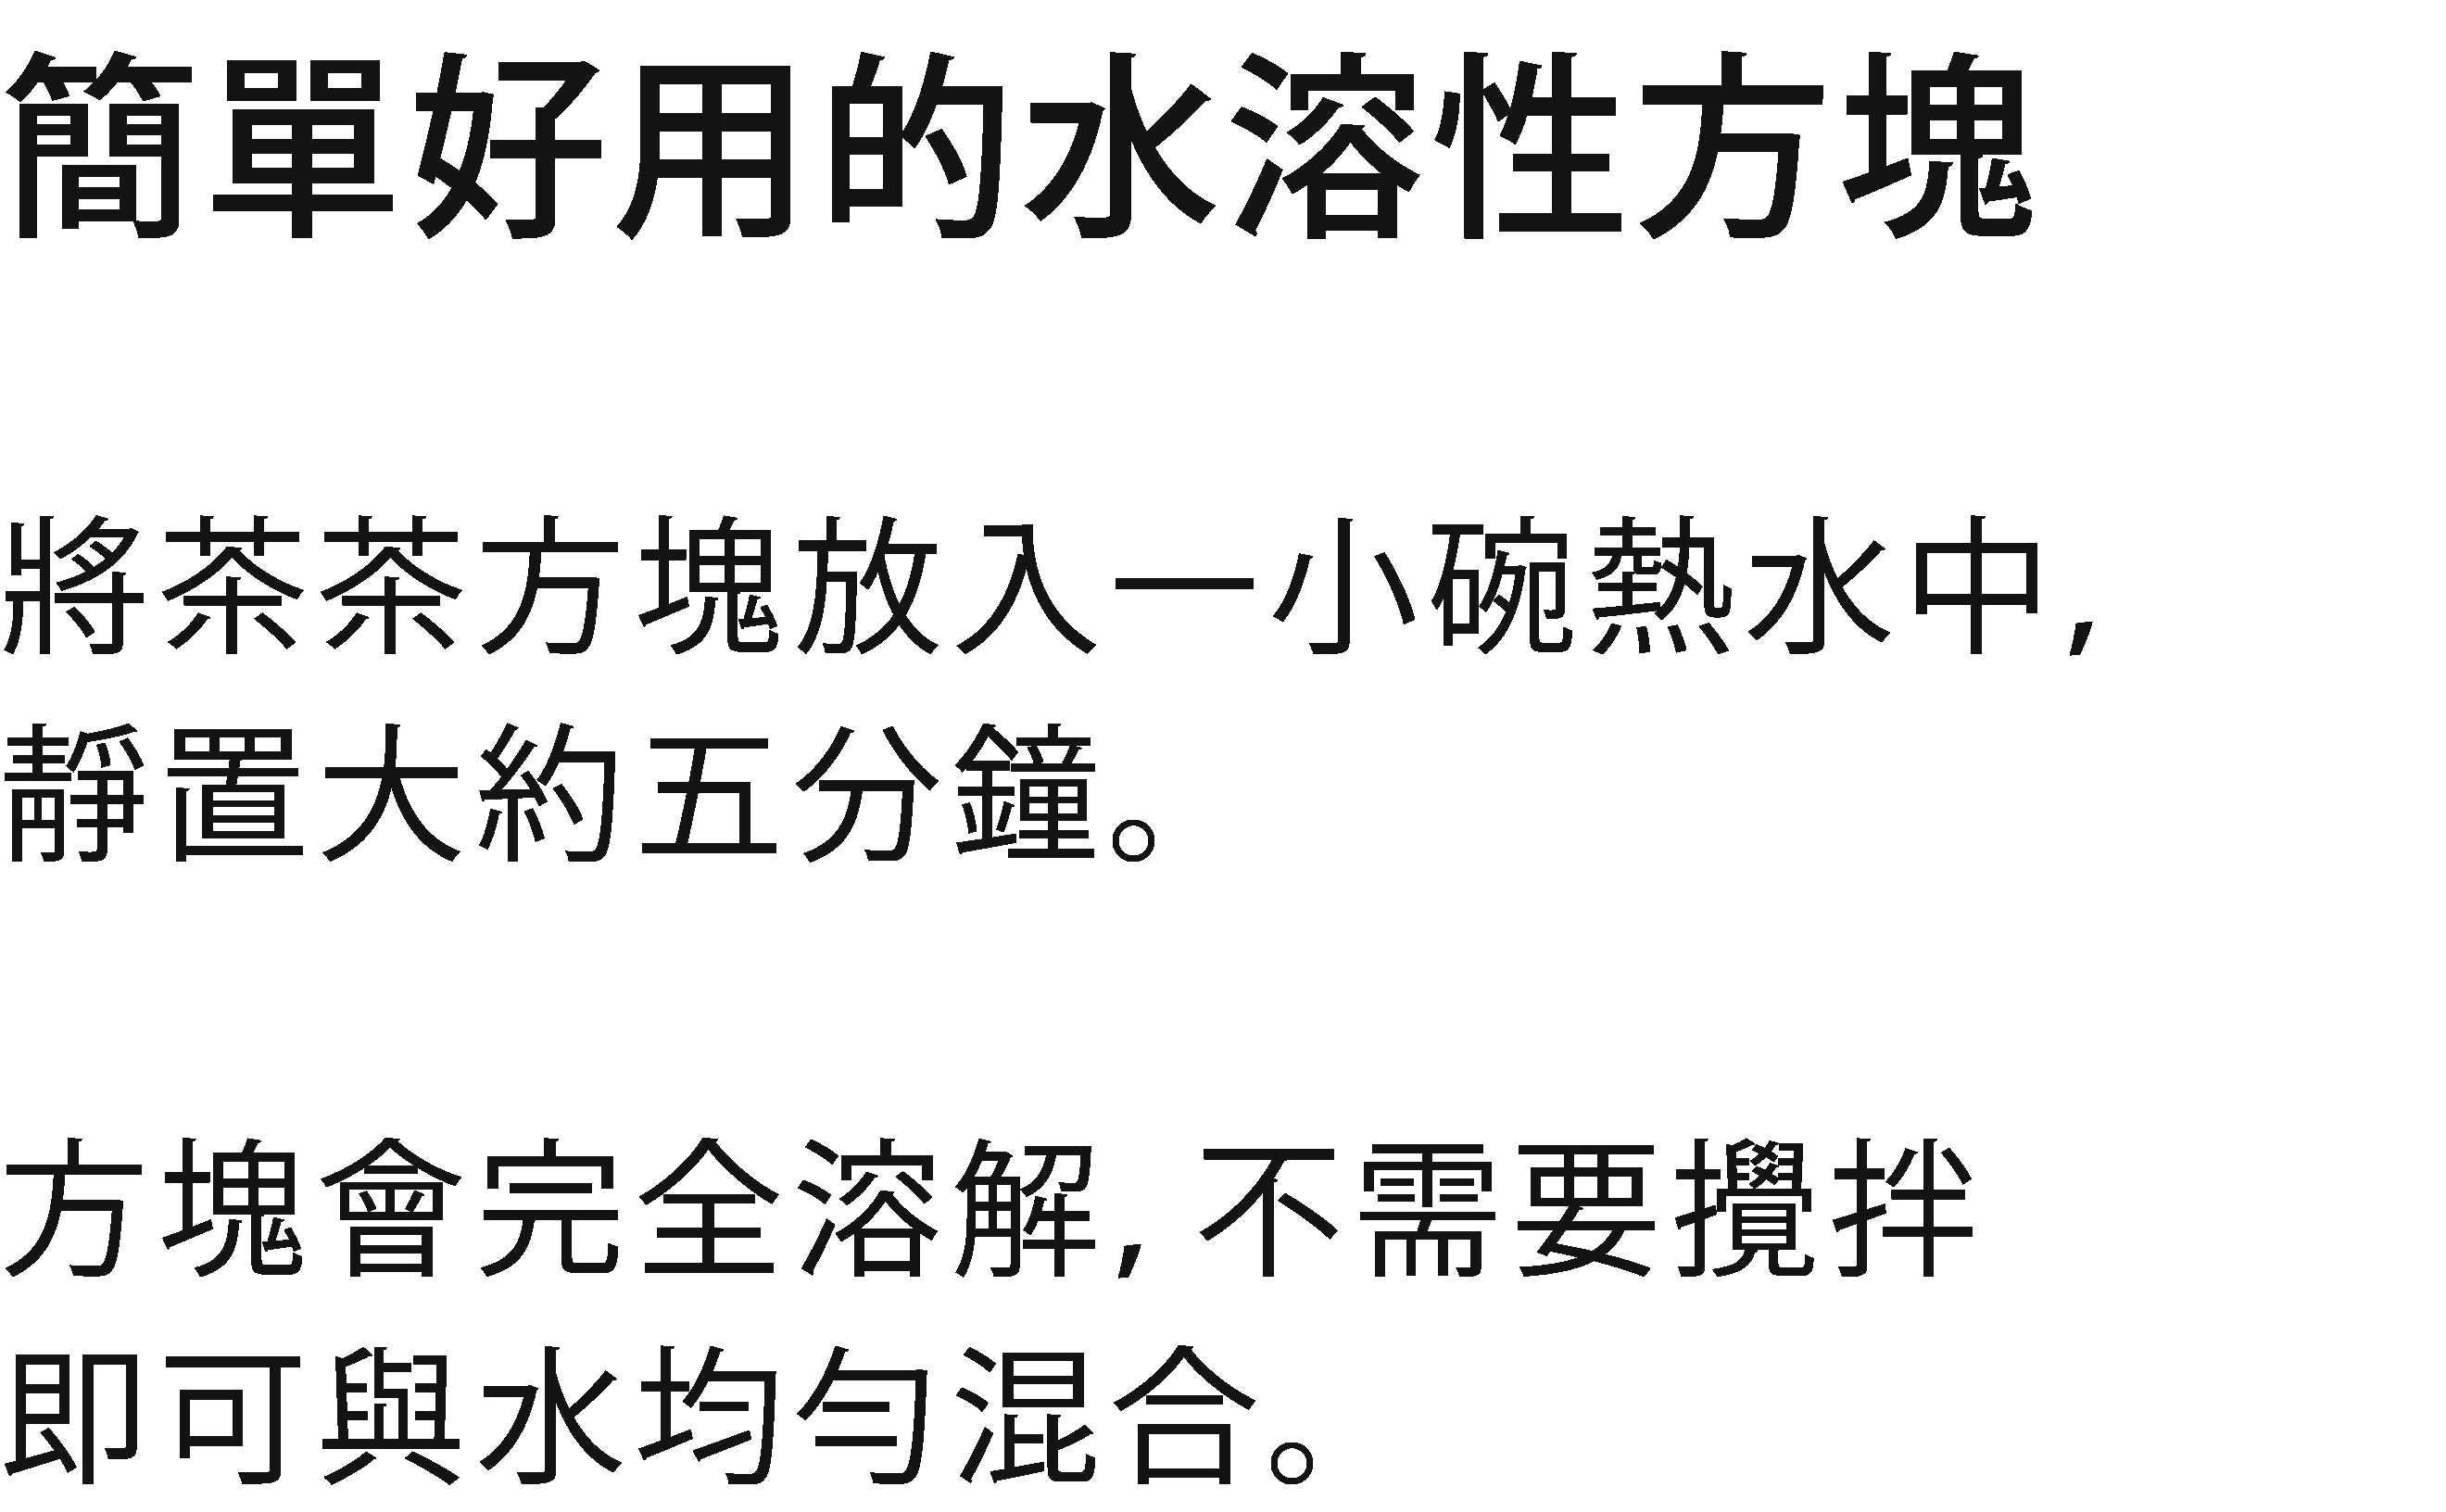 簡單好用的水溶性方塊
將茶茶方塊放入一小碗熱水中,
靜置大約五分鐘。
方塊會完全溶解, 不需要攪拌
即可與水均勻混合。